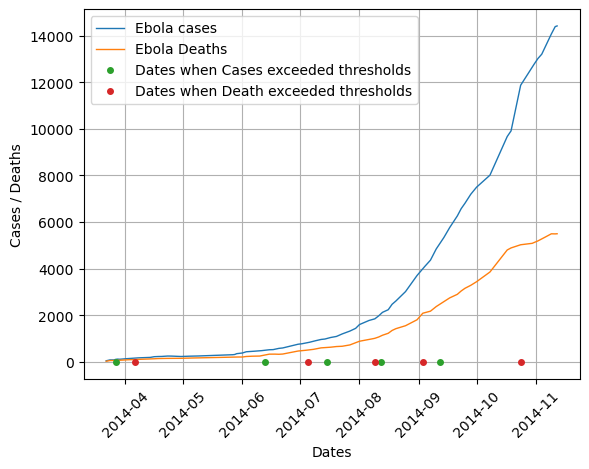 Ebola cases
Ebola Deaths
Dates when Cases exceeded thresholds
Dates when Death exceeded thresholds
14000
12000
10000
8000
6000
4000
2000
0
Cases / Deaths
2014-04
2014-05
2014-06
2014-07
2014-08
2014-09
2014-10
2014-11
Dates